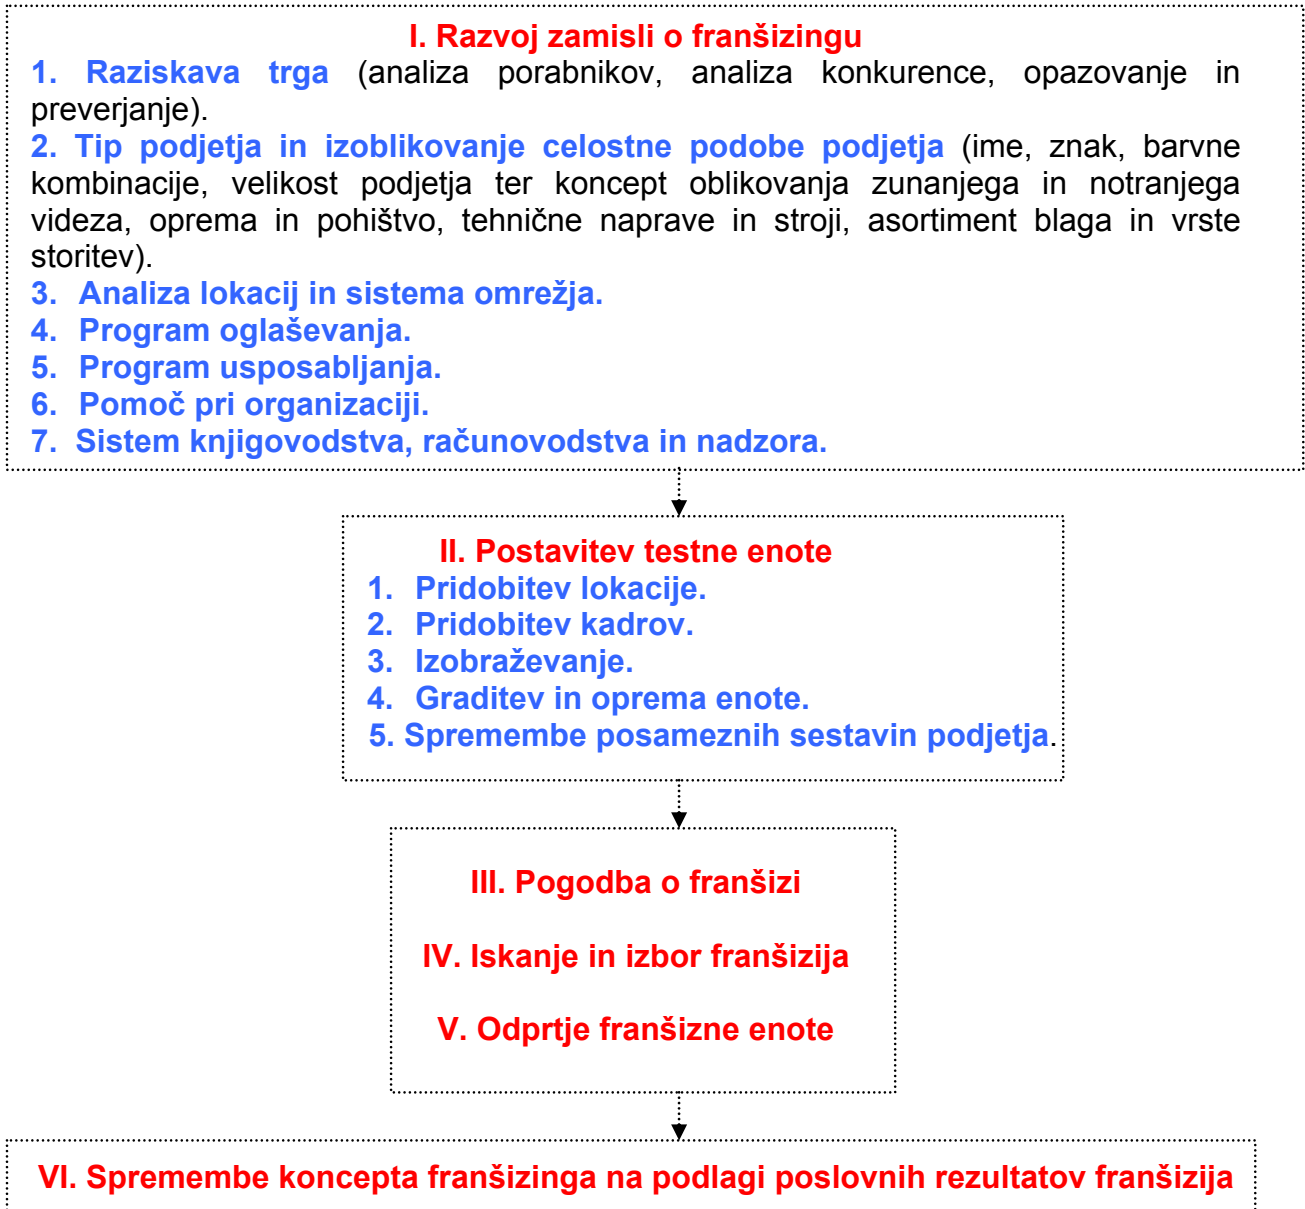 I. Razvoj zamisli o franšizingu
1. Raziskava trga (analiza porabnikov, analiza konkurence, opazovanje in
preverjanje).
2. Tip podjetja in izoblikovanje celostne podobe podjetja (ime, znak, barvne
kombinacije, velikost podjetja ter koncept oblikovanja zunanjega in notranjega
videza, oprema in pohištvo, tehnične naprave in stroji, asortiment blaga in vrste
storitev).
3. Analiza lokacij in sistema omrežja.
4. Program oglaševanja.
5. Program usposabljanja.
6. Pomoč pri organizaciji.
7. Sistem knjigovodstva, računovodstva in nadzora.
II. Postavitev testne enote
1. Pridobitev lokacije.
2. Pridobitev kadrov.
3. Izobraževanje.
4. Graditev in oprema enote.
5. Spremembe posameznih sestavin podjetja.
III. Pogodba o franšizi
IV. Iskanje in izbor franšizija
V. Odprtje franšizne enote
VI. Spremembe koncepta franšizinga na podlagi poslovnih rezultatov franšizija